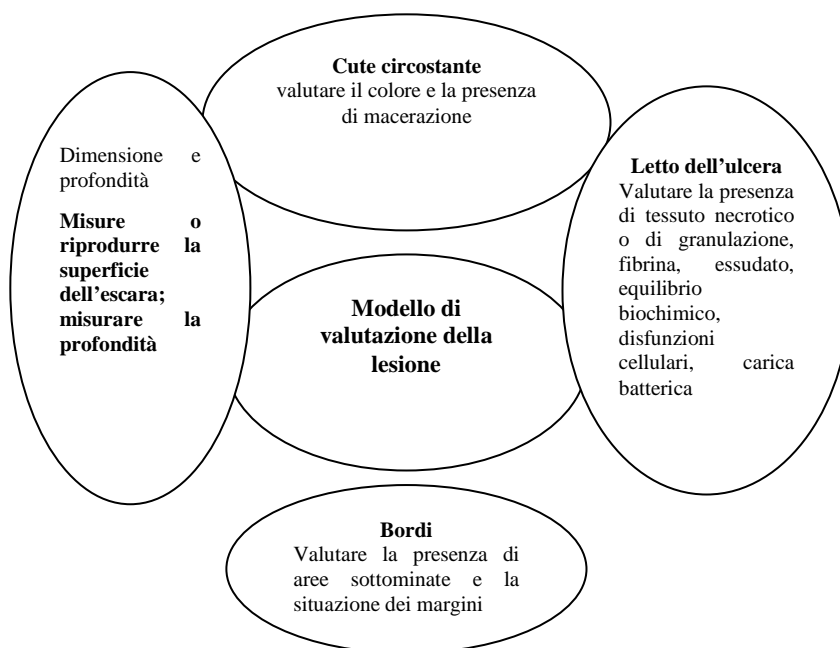 Cute circostante
valutare il colore e la presenza
di macerazione
Dimensione e
profondità
Misure o
riprodurre la
superficie
dell'escara;
misurare la
profondità
Letto dell'ulcera
Valutare la presenza
di tessuto necrotico
o di granulazione,
fibrina, essudato,
equilibrio
biochimico,
disfunzioni
cellulari, carica
batterica
Modello di
valutazione della
lesione
Bordi
Valutare la presenza di
aree sottominate e la
situazione dei margini